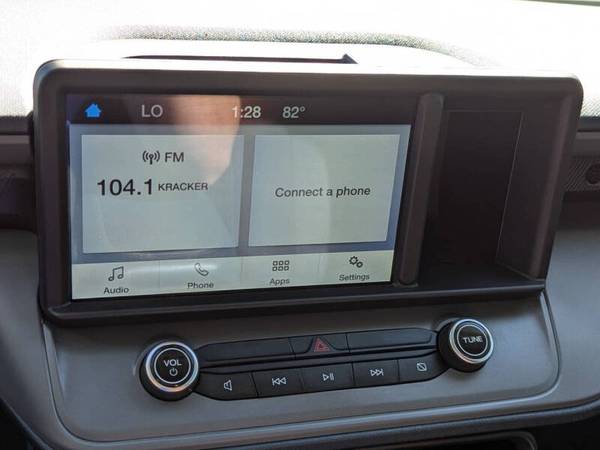 LO 1:28 82°
FM
104.1 KRACKER
Connect a phone
Audio Phone Apps Settings
VOL
TUNE